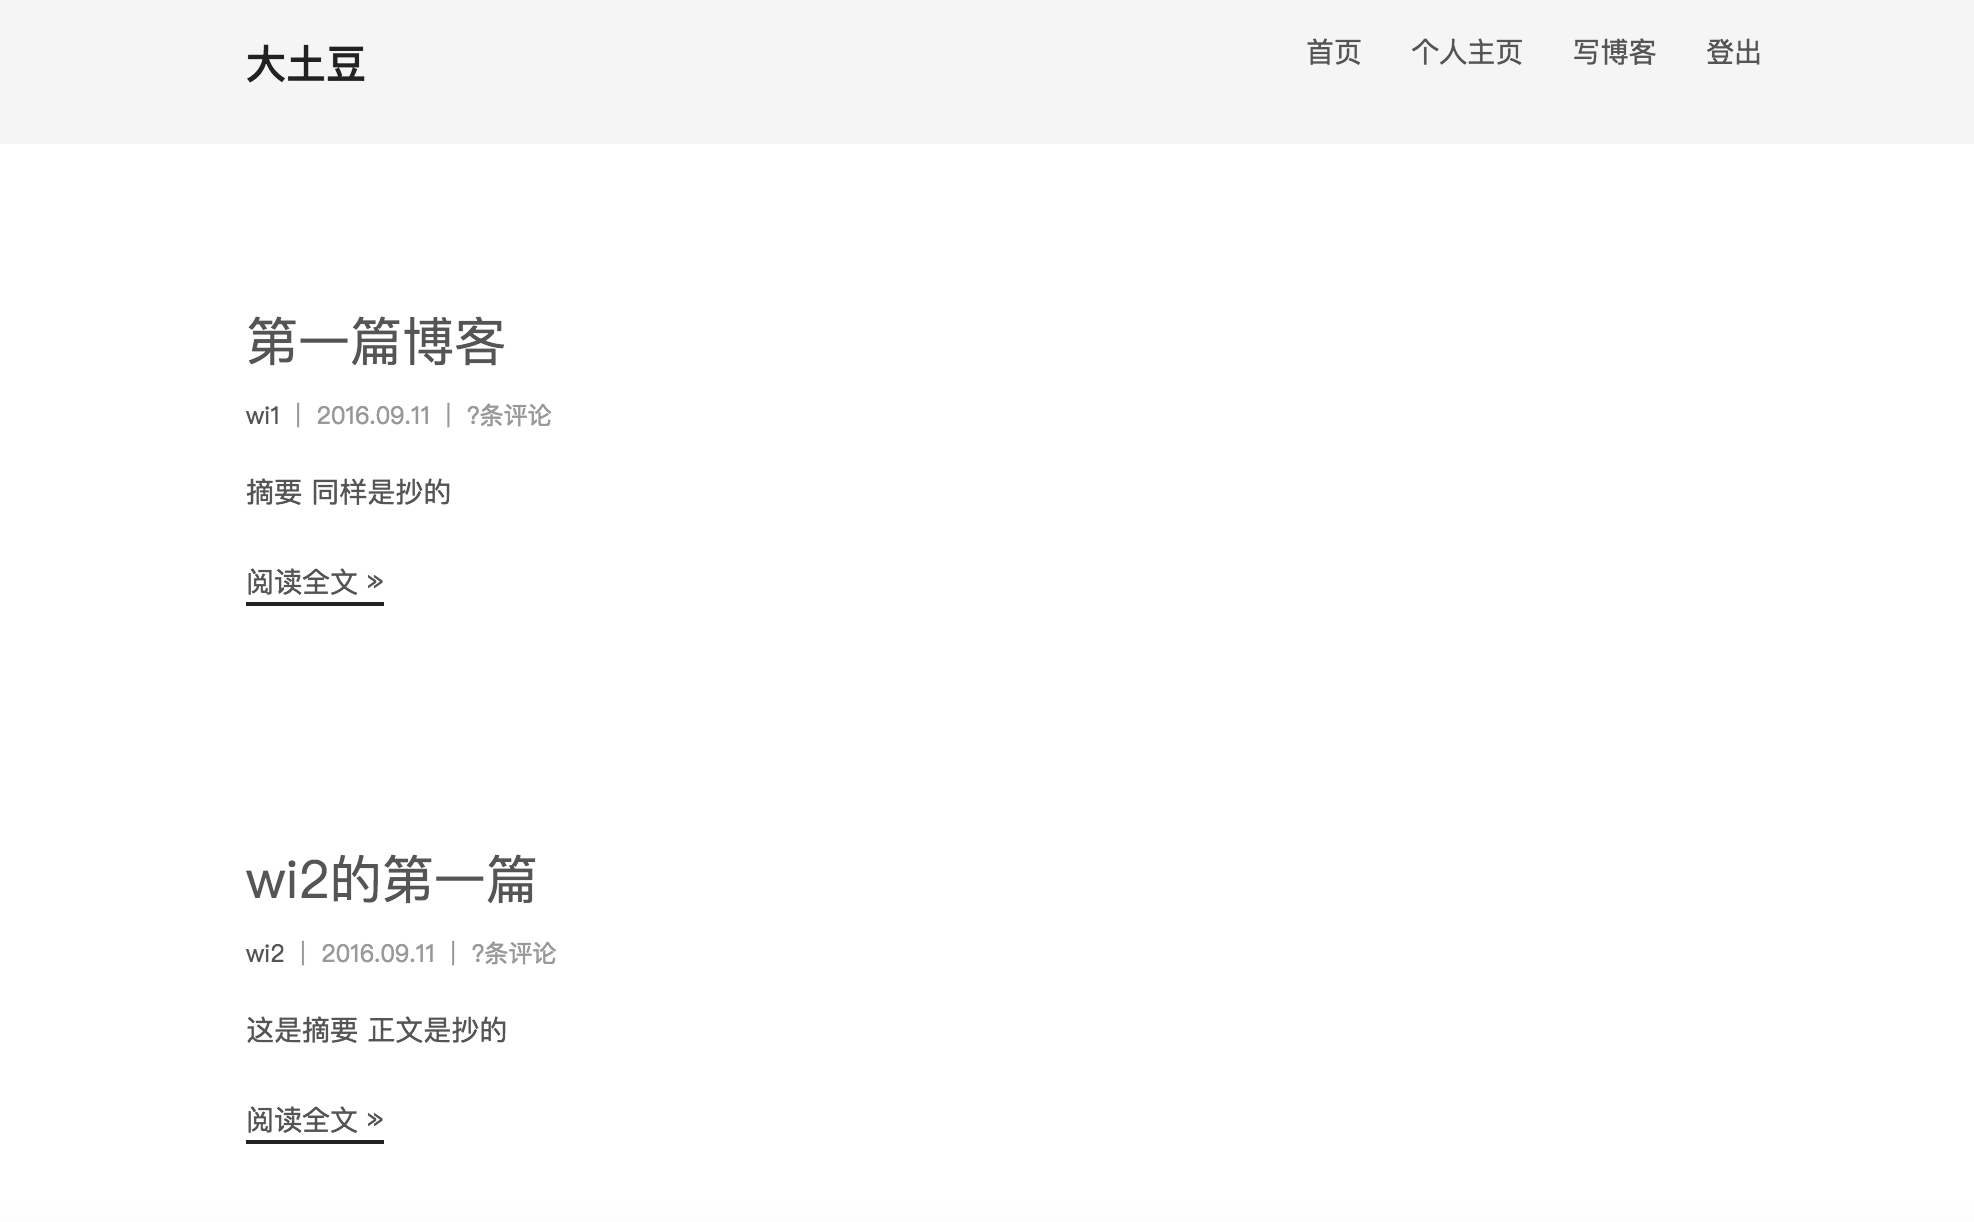 大土豆
首页 个人主页 写博客 登出
第一篇博客
wi1 | 2016.09.11 | ?条评论
摘要 同样是抄的
阅读全文 »
wi2的第一篇
wi2 | 2016.09.11 | ?条评论
这是摘要 正文是抄的
阅读全文 »